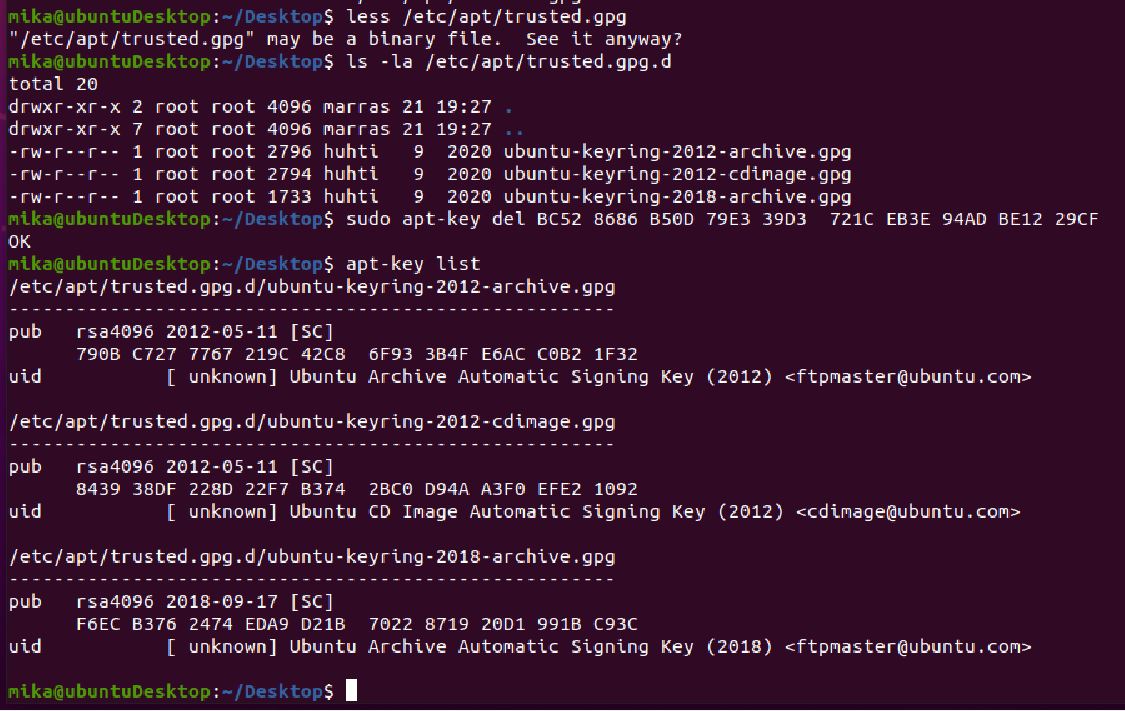 mika@ubuntuDesktop:~/Desktop$ less /etc/apt/trusted.gpg
"/etc/apt/trusted.gpg" may be a binary file.  See it anyway?
mika@ubuntuDesktop:~/Desktop$ ls -la /etc/apt/trusted.gpg.d
total 20
drwxr-xr-x 2 root root 4096 marras 21 19:27 .
drwxr-xr-x 7 root root 4096 marras 21 19:27 ..
-rw-r--r-- 1 root root 2796 huhti   9  2020 ubuntu-keyring-2012-archive.gpg
-rw-r--r-- 1 root root 2794 huhti   9  2020 ubuntu-keyring-2012-cdimage.gpg
-rw-r--r-- 1 root root 1733 huhti   9  2020 ubuntu-keyring-2018-archive.gpg
mika@ubuntuDesktop:~/Desktop$ sudo apt-key del BC52 8686 B50D 79E3 39D3  721C EB3E 94AD BE12 29CF
OK
mika@ubuntuDesktop:~/Desktop$ apt-key list
/etc/apt/trusted.gpg.d/ubuntu-keyring-2012-archive.gpg
------------------------------------------------------
pub   rsa4096 2012-05-11 [SC]
      790B C727 7767 219C 42C8  6F93 3B4F E6AC C0B2 1F32
uid           [ unknown] Ubuntu Archive Automatic Signing Key (2012) <ftpmaster@ubuntu.com>

/etc/apt/trusted.gpg.d/ubuntu-keyring-2012-cdimage.gpg
------------------------------------------------------
pub   rsa4096 2012-05-11 [SC]
      8439 38DF 228D 22F7 B374  2BC0 D94A A3F0 EFE2 1092
uid           [ unknown] Ubuntu CD Image Automatic Signing Key (2012) <cdimage@ubuntu.com>

/etc/apt/trusted.gpg.d/ubuntu-keyring-2018-archive.gpg
------------------------------------------------------
pub   rsa4096 2018-09-17 [SC]
      F6EC B376 2474 EDA9 D21B  7022 8719 20D1 991B C93C
uid           [ unknown] Ubuntu Archive Automatic Signing Key (2018) <ftpmaster@ubuntu.com>

mika@ubuntuDesktop:~/Desktop$